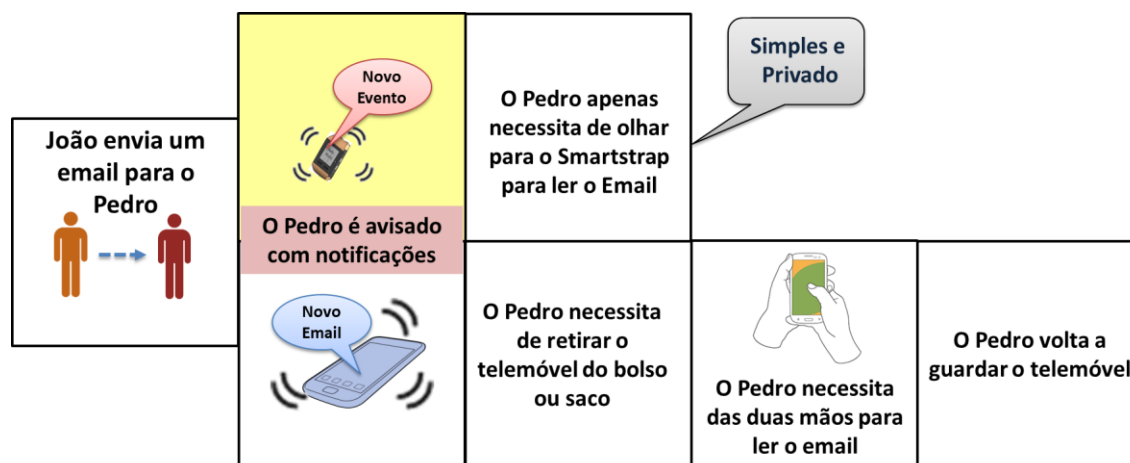 João envia um
email para o
Pedro
Novo
Evento
O Pedro é avisado
com notificações
Novo
Email
O Pedro apenas
necessita de olhar
para o Smartstrap
para ler o Email
Simples e
Privado
O Pedro necessita
de retirar o
telemóvel do bolso
ou saco
O Pedro necessita
das duas mãos para
ler o email
O Pedro volta a
guardar o telemóvel